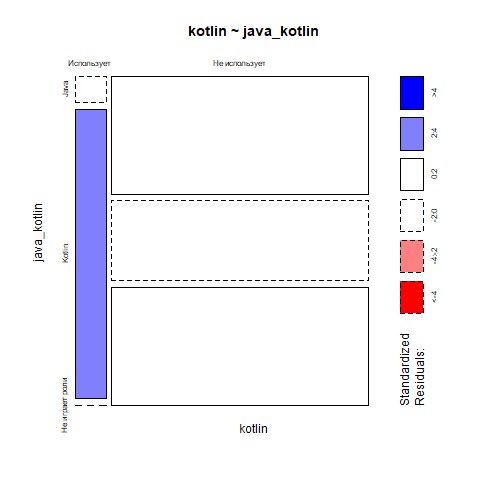 kotlin ~ java_kotlin
Использует
Не использует
Java
Kotlin
Не играет роли
java_kotlin
kotlin
>4
2:4
0:2
-2:0
-4:-2
<-4
Standardized
Residuals: